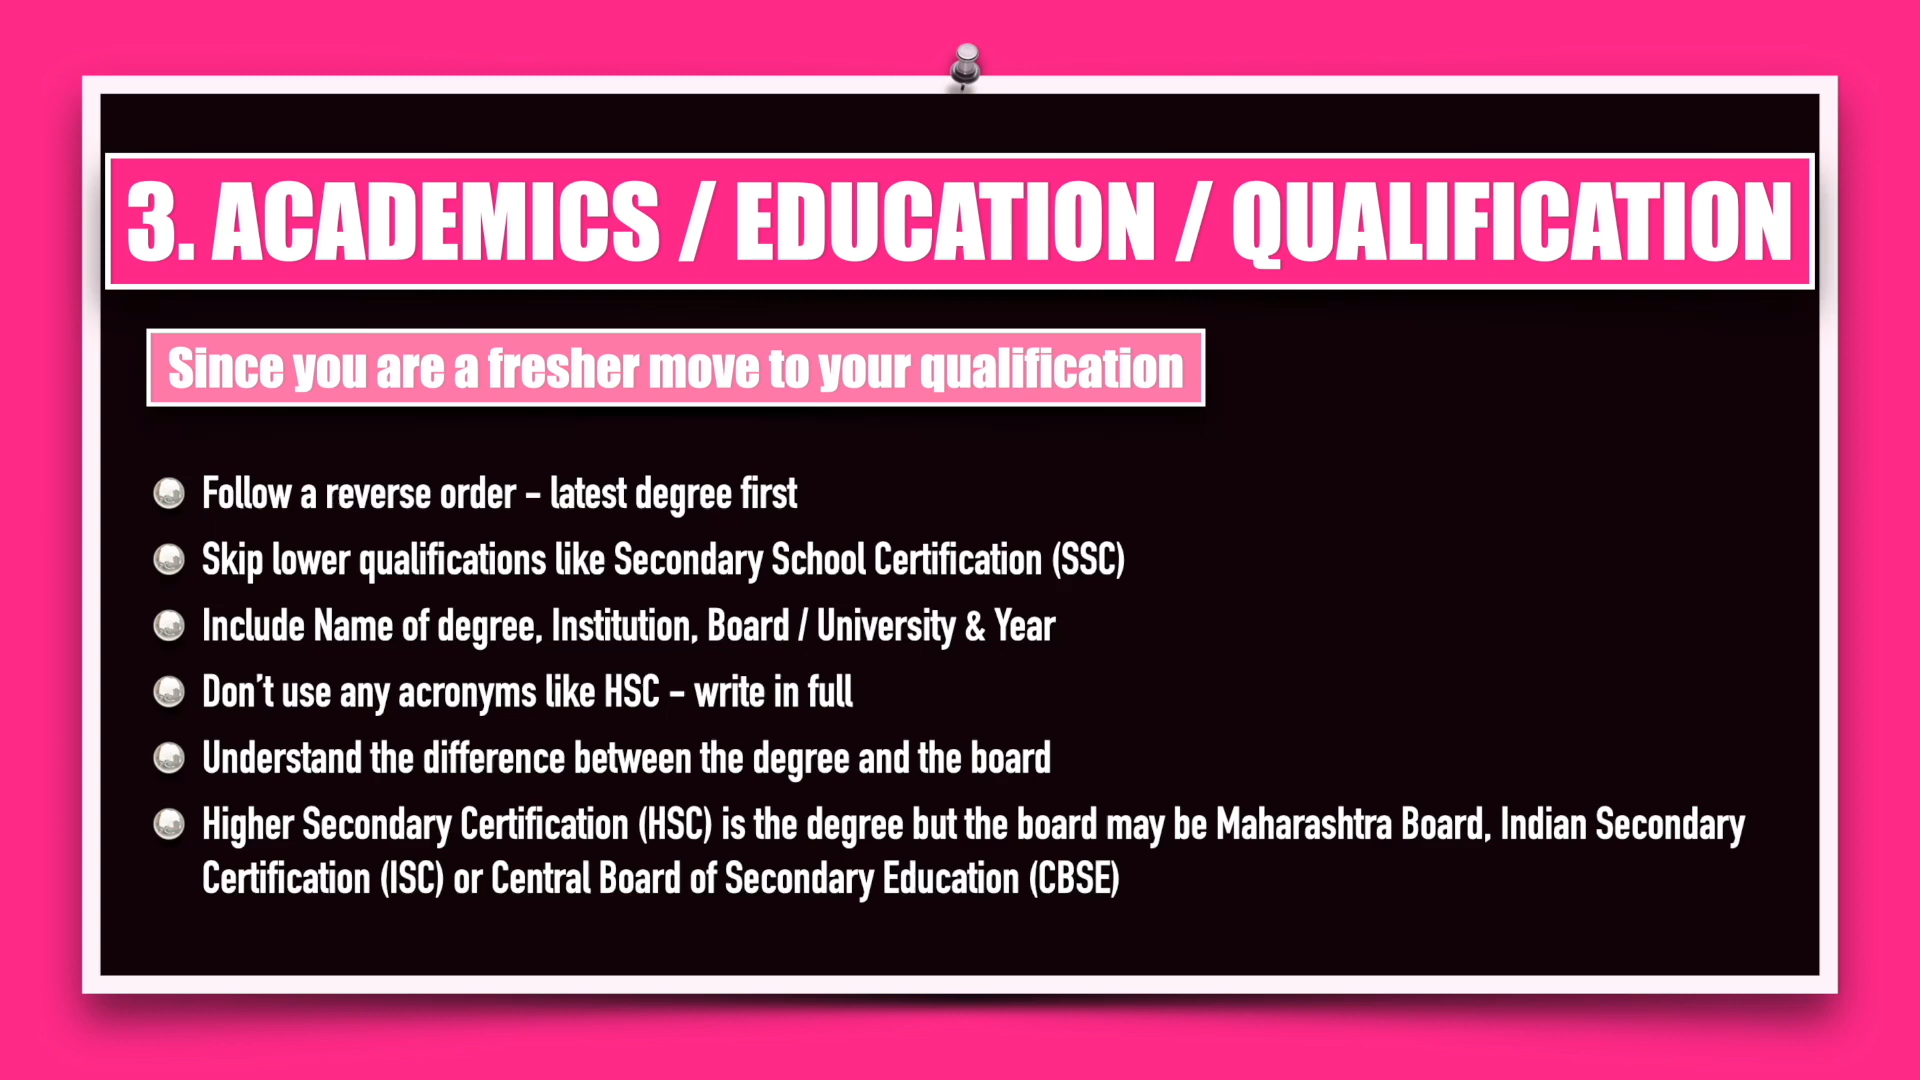 3. ACADEMICS / EDUCATION / QUALIFICATION
Since you are a fresher move to your qualification
Follow a reverse order – latest degree first
Skip lower qualifications like Secondary School Certification (SSC)
Include Name of degree, Institution, Board / University & Year
Don’t use any acronyms like HSC – write in full
Understand the difference between the degree and the board
Higher Secondary Certification (HSC) is the degree but the board may be Maharashtra Board, Indian Secondary
Certification (ISC) or Central Board of Secondary Education (CBSE)